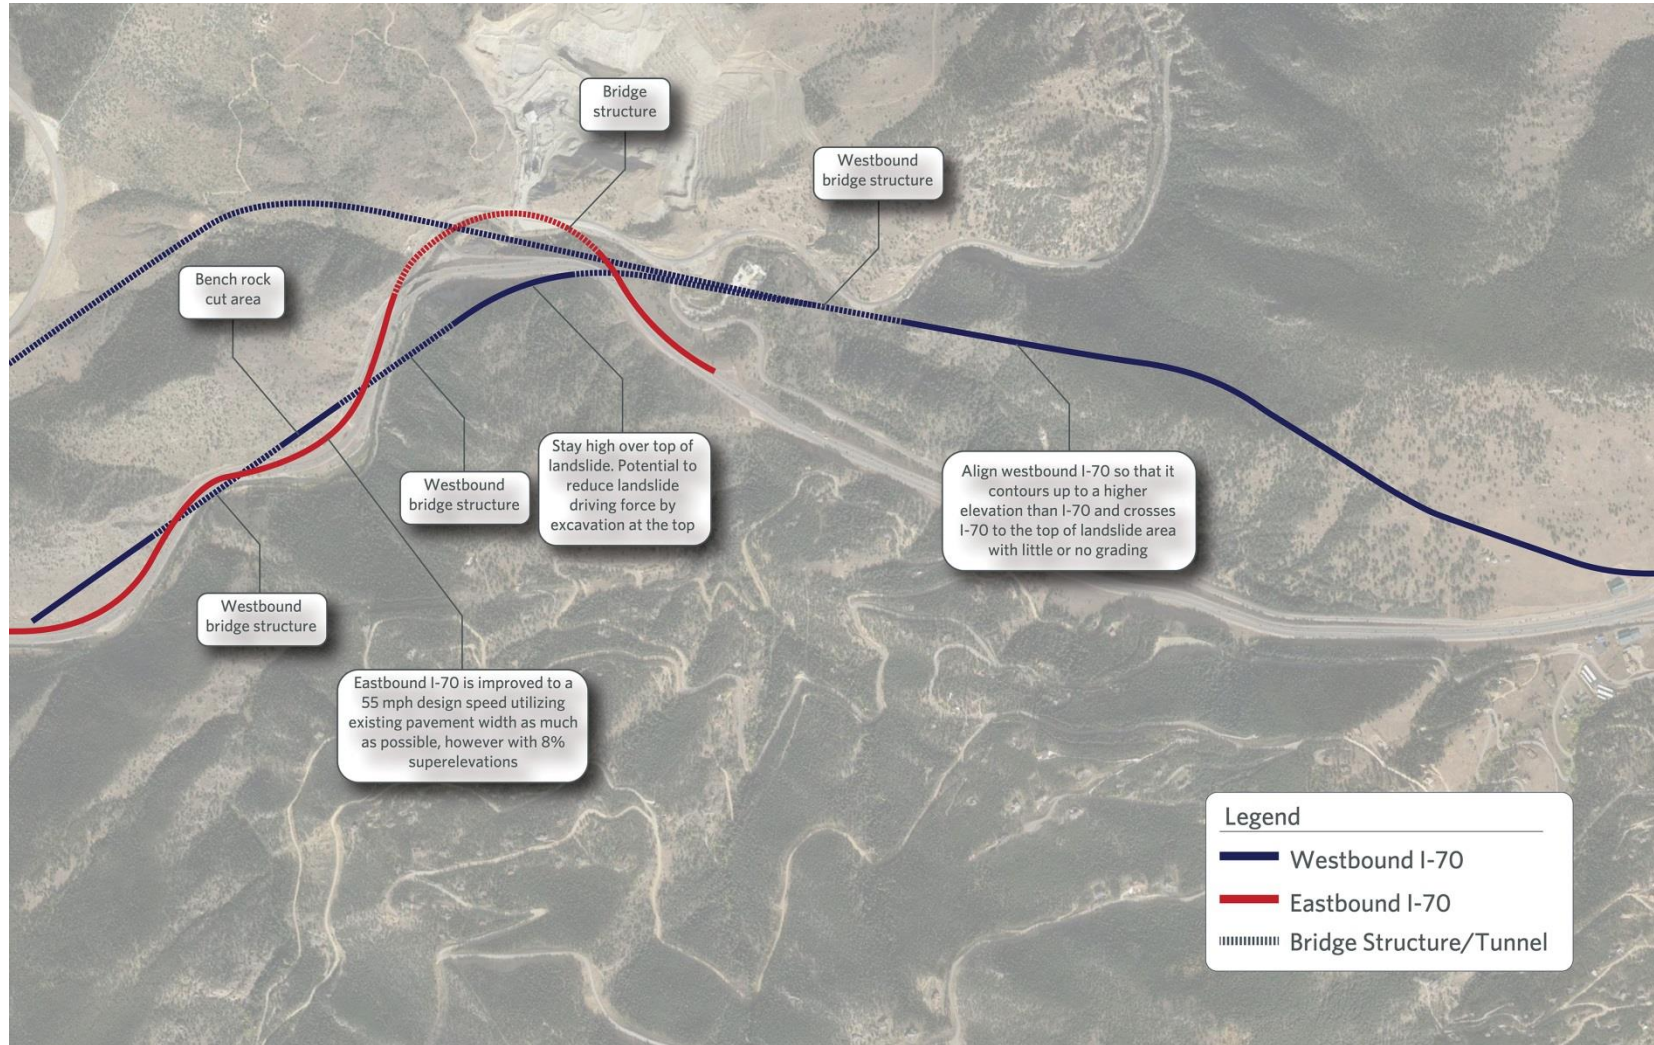 Bridge
structure
Westbound
bridge structure
Bench rock
cut area
Stay high over top of
landslide. Potential to
reduce landslide
driving force by
excavation at the top
Westbound
bridge structure
Align westbound I-70 so that it
contours up to a higher
elevation than I-70 and crosses
I-70 to the top of landslide area
with little or no grading
Westbound
bridge structure
Eastbound I-70 is improved to a
55 mph design speed utilizing
existing pavement width as much
as possible, however with 8%
superelevations
Legend
Westbound I-70
Eastbound I-70
Bridge Structure/Tunnel